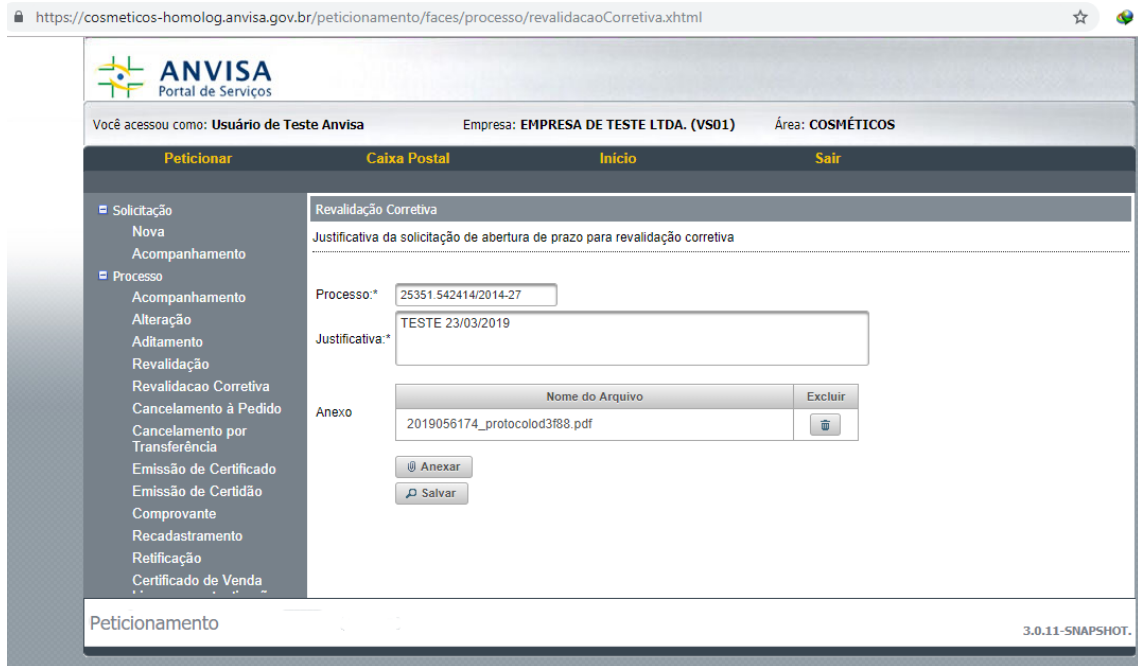 https://cosmeticos-homolog.anvisa.gov.br/peticionamento/faces/processo/revalidacaoCorretiva.xhtml
ANVISA
Portal de Serviços
Você acessou como: Usuário de Teste Anvisa Empresa: EMPRESA DE TESTE LTDA. (VS01) Área: COSMÉTICOS
Peticionar Caixa Postal Início Sair
Solicitação
Nova
Acompanhamento
Processo
Acompanhamento
Alteração
Aditamento
Revalidação
Revalidacao Corretiva
Cancelamento à Pedido
Cancelamento por
Transferência
Emissão de Certificado
Emissão de Certidão
Comprovante
Recadastramento
Retificação
Certificado de Venda
Revalidação Corretiva
Justificativa da solicitação de abertura de prazo para revalidação corretiva
Processo:* 25351.542414/2014-27
Justificativa:* TESTE 23/03/2019
Anexo
Nome do Arquivo Excluir
2019056174_protocolod3f88.pdf
Anexar
Salvar
Peticionamento
3.0.11-SNAPSHOT.